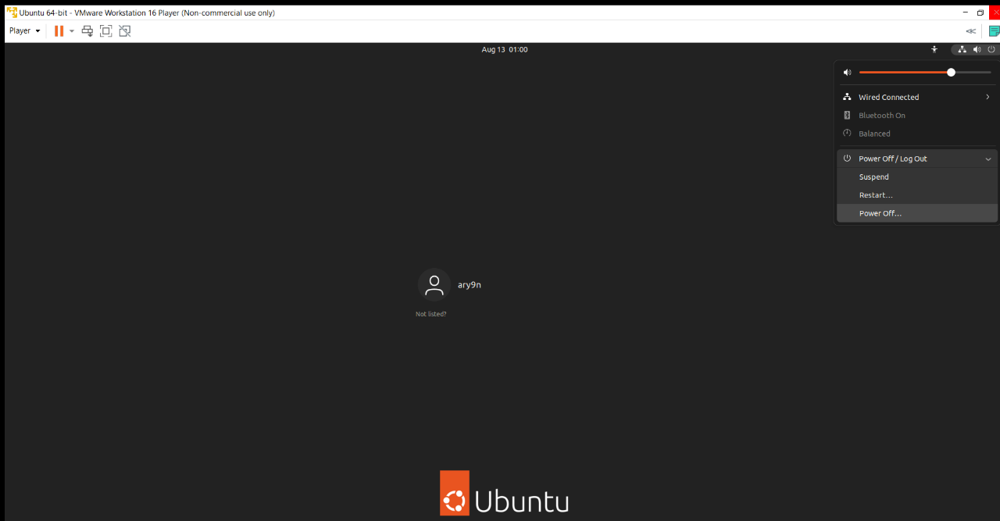 Ubuntu 64-bit - VMware Workstation 16 Player (Non-commercial use only)
Player
Aug 13 01:00
Wired Connected
Bluetooth On
Balanced
Power Off / Log Out
Suspend
Restart...
Power Off...
ary9n
Not listed?
Ubuntu